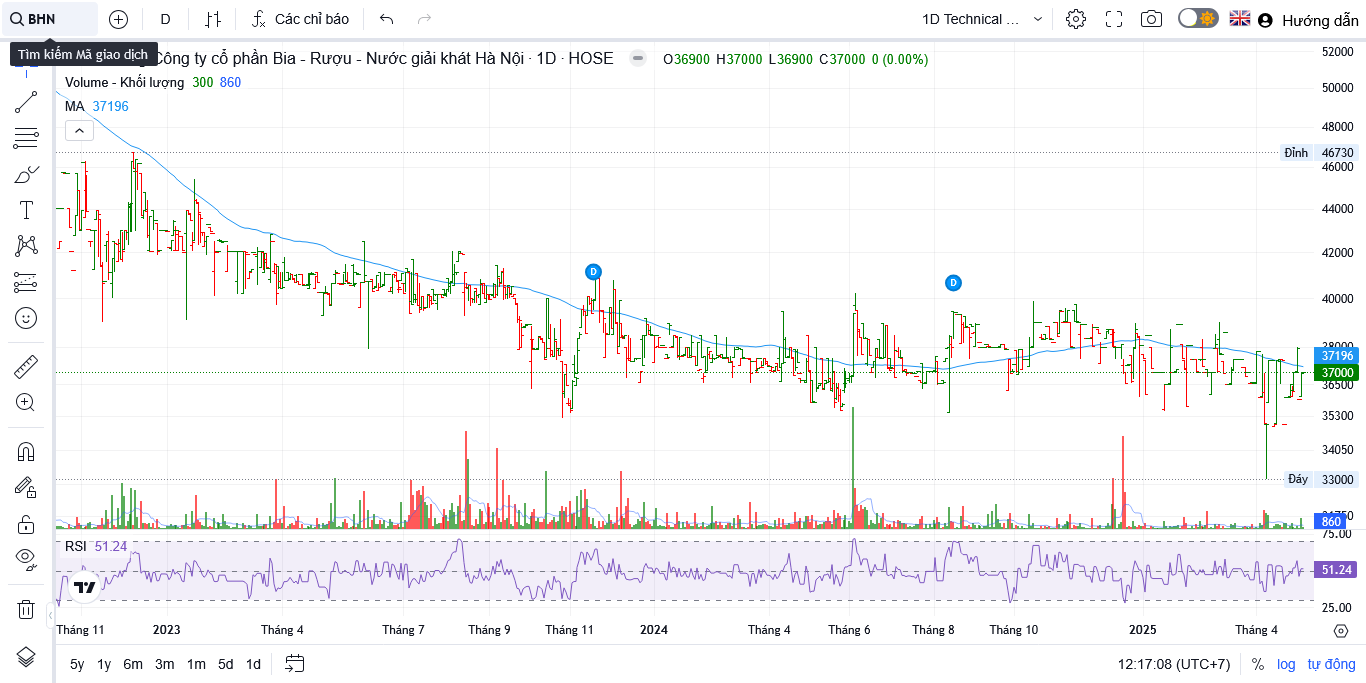 BHN D Các chỉ báo 1D Technical ... Hướng dẫn
Tìm kiếm Mã giao dịch
Công ty cổ phần Bia - Rượu - Nước giải khát Hà Nội · 1D · HOSE O36900 H37000 L36900 C37000 0 (0.00%)
Volume - Khối lượng 300 860
MA 37196
52000
50000
48000
Đỉnh 46730
46000
44000
42000
40000
38000
37196
37000
36500
35300
34050
Đáy 33000
860
75.00
RSI 51.24
51.24
25.00
D
D
Tháng 11 2023 Tháng 4 Tháng 7 Tháng 9 Tháng 11 2024 Tháng 4 Tháng 6 Tháng 8 Tháng 10 2025 Tháng 4
5y 1y 6m 3m 1m 5d 1d 12:17:08 (UTC+7) % log tự động